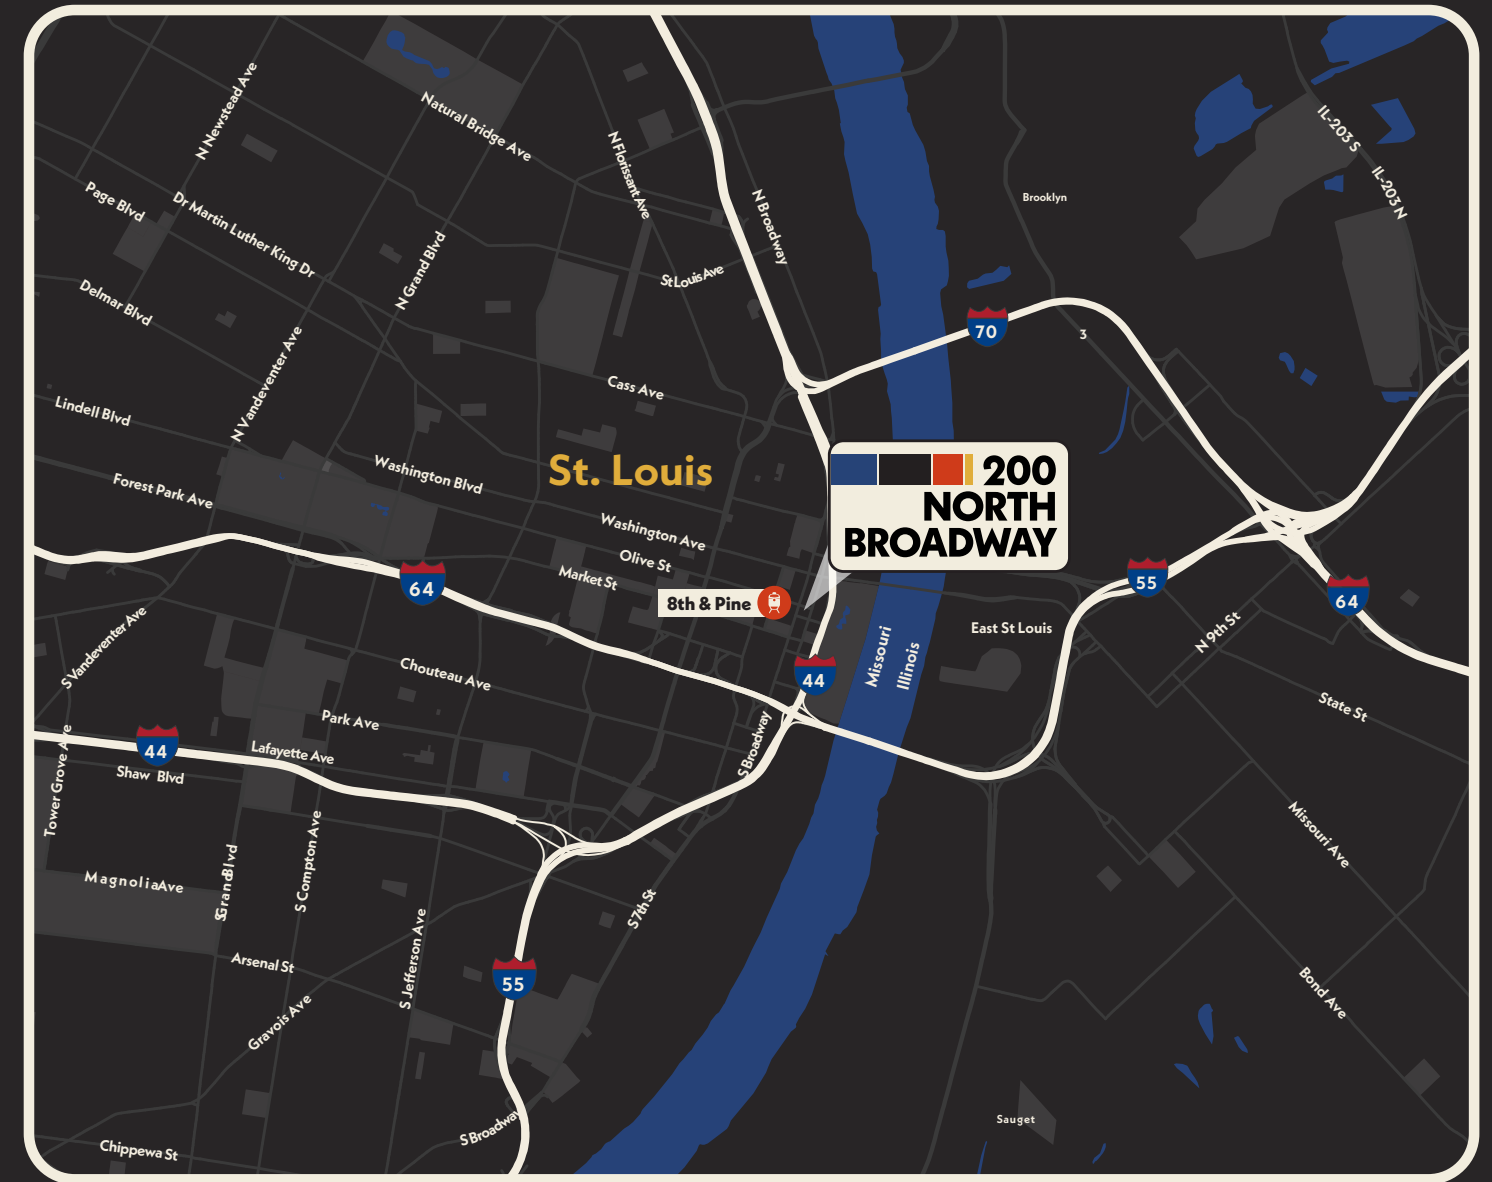 N Newstead Ave
Natural Bridge Ave
N Florissant Ave
IL-203 S
IL-203 N
Page Blvd
Dr Martin Luther King Dr
N Broadway
Brooklyn
N Grand Blvd
St Louis Ave
Delmar Blvd
70
3
N Vandeventer Ave
Cass Ave
Lindell Blvd
St. Louis
Washington Blvd
200
NORTH
BROADWAY
Forest Park Ave
Washington Ave
Olive St
Market St
64
55
64
8th & Pine
S Vandeventer Ave
East St Louis
N 9th St
Missouri
Illinois
Chouteau Ave
44
State St
Park Ave
S Broadway
44
Lafayette Ave
Shaw Blvd
Tower Grove Ave
Missouri Ave
S Grand Blvd
S Compton Ave
Magnolia Ave
S 7th St
S Jefferson Ave
Arsenal St
55
Bond Ave
Gravois Ave
S Broadway
Sauget
Chippewa St